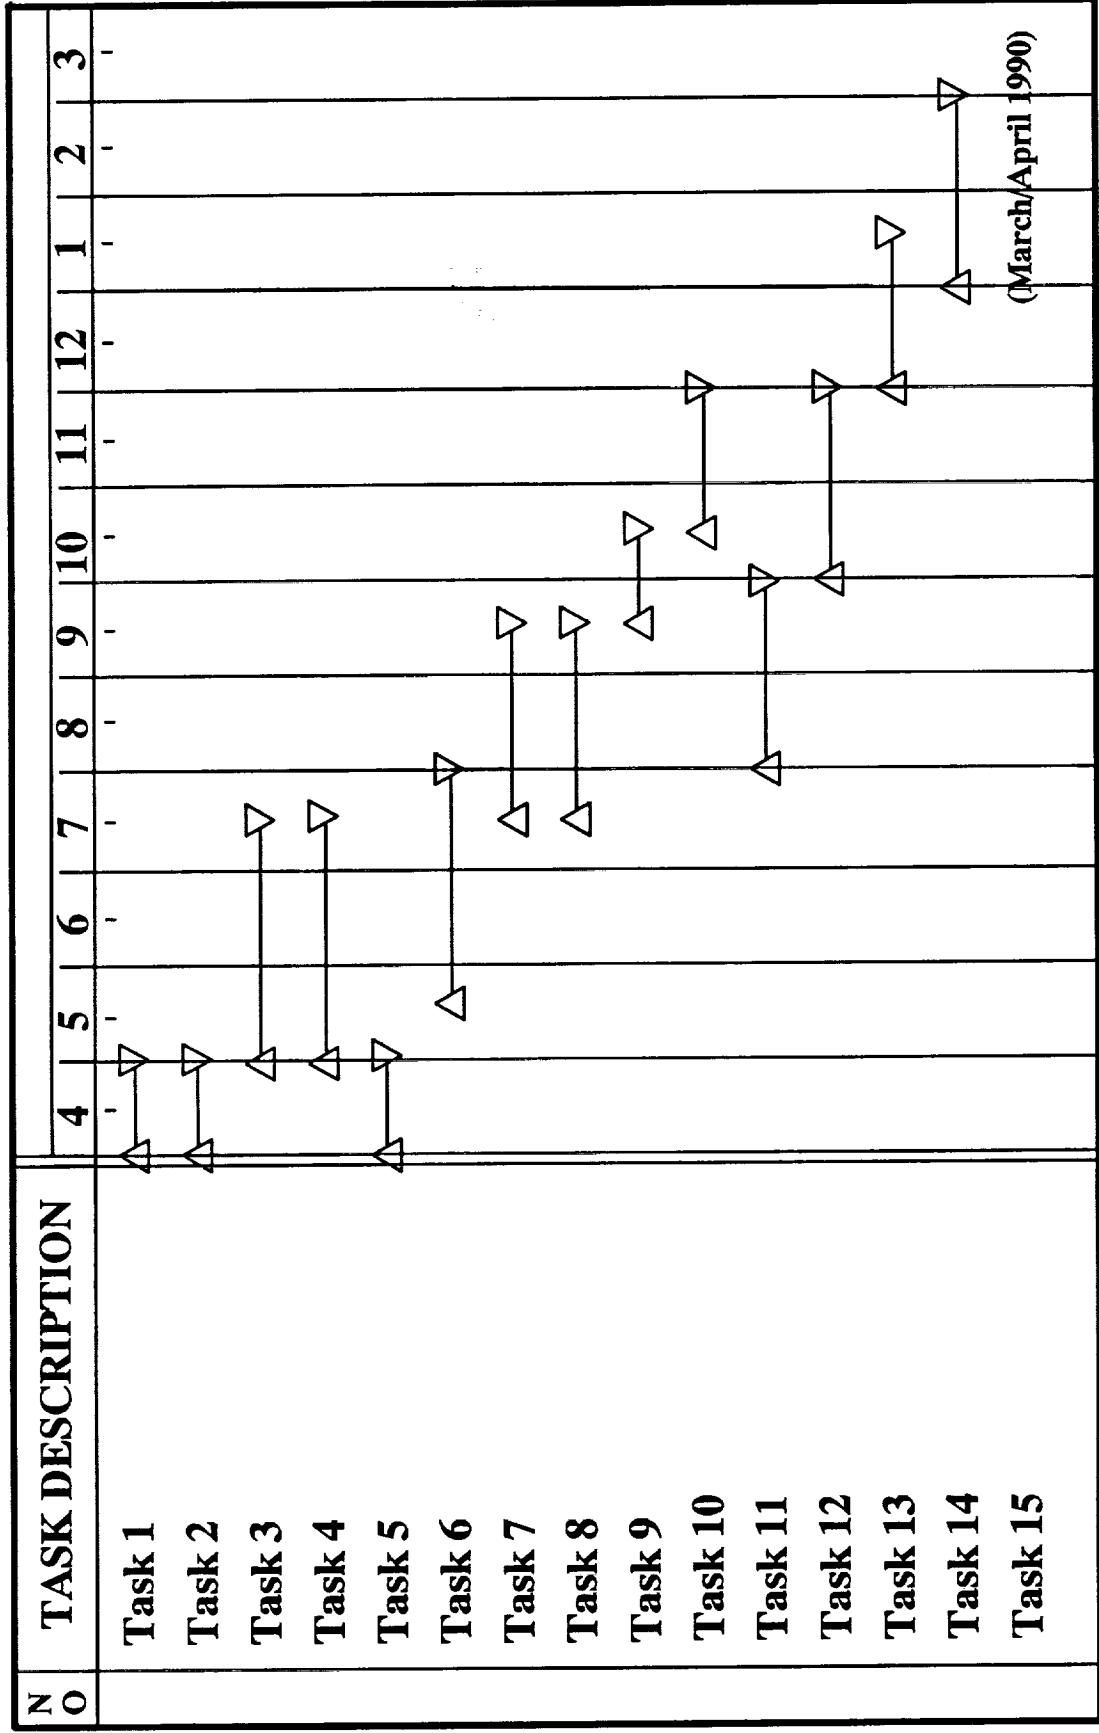 N
O
TASK DESCRIPTION
4 5 6 7 8 9 10 11 12 1 2 3
Task 1
Task 2
Task 3
Task 4
Task 5
Task 6
Task 7
Task 8
Task 9
Task 10
Task 11
Task 12
Task 13
Task 14
Task 15 (March/April 1990)